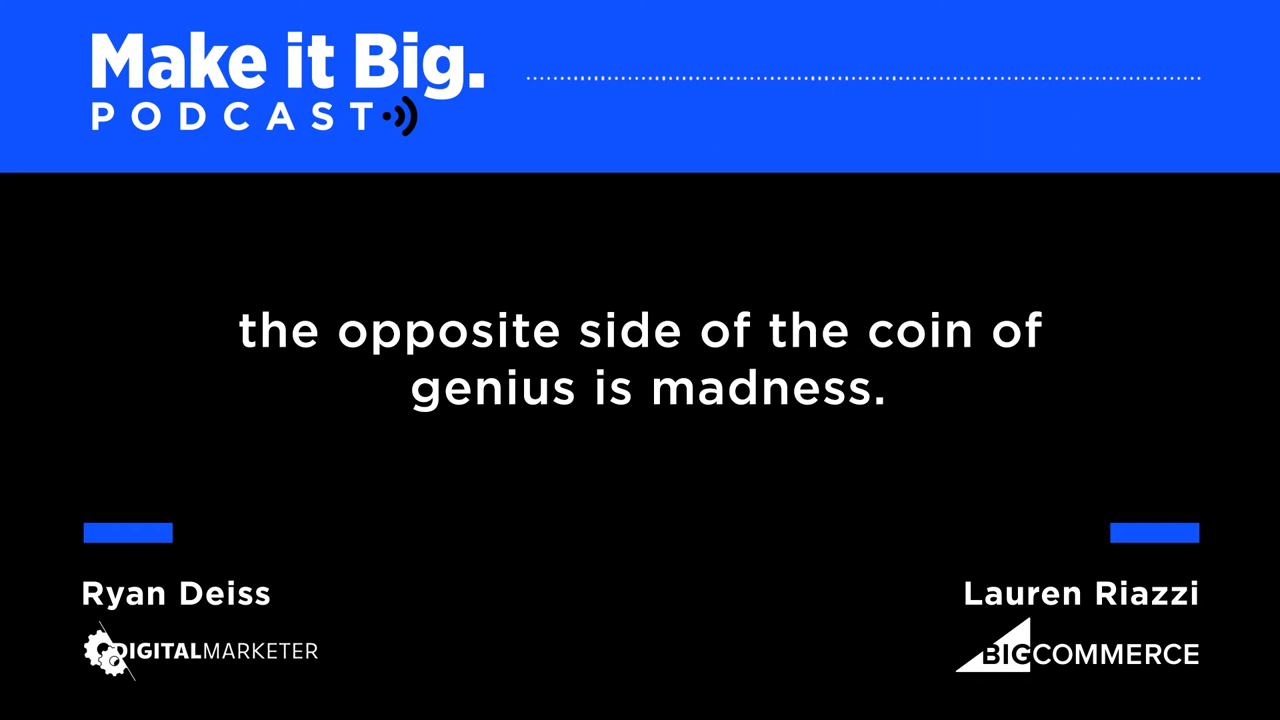 Make it Big.
PODCAST
the opposite side of the coin of
genius is madness.
Ryan Deiss
Lauren Riazzi
DIGITALMARKETER
BIGCOMMERCE